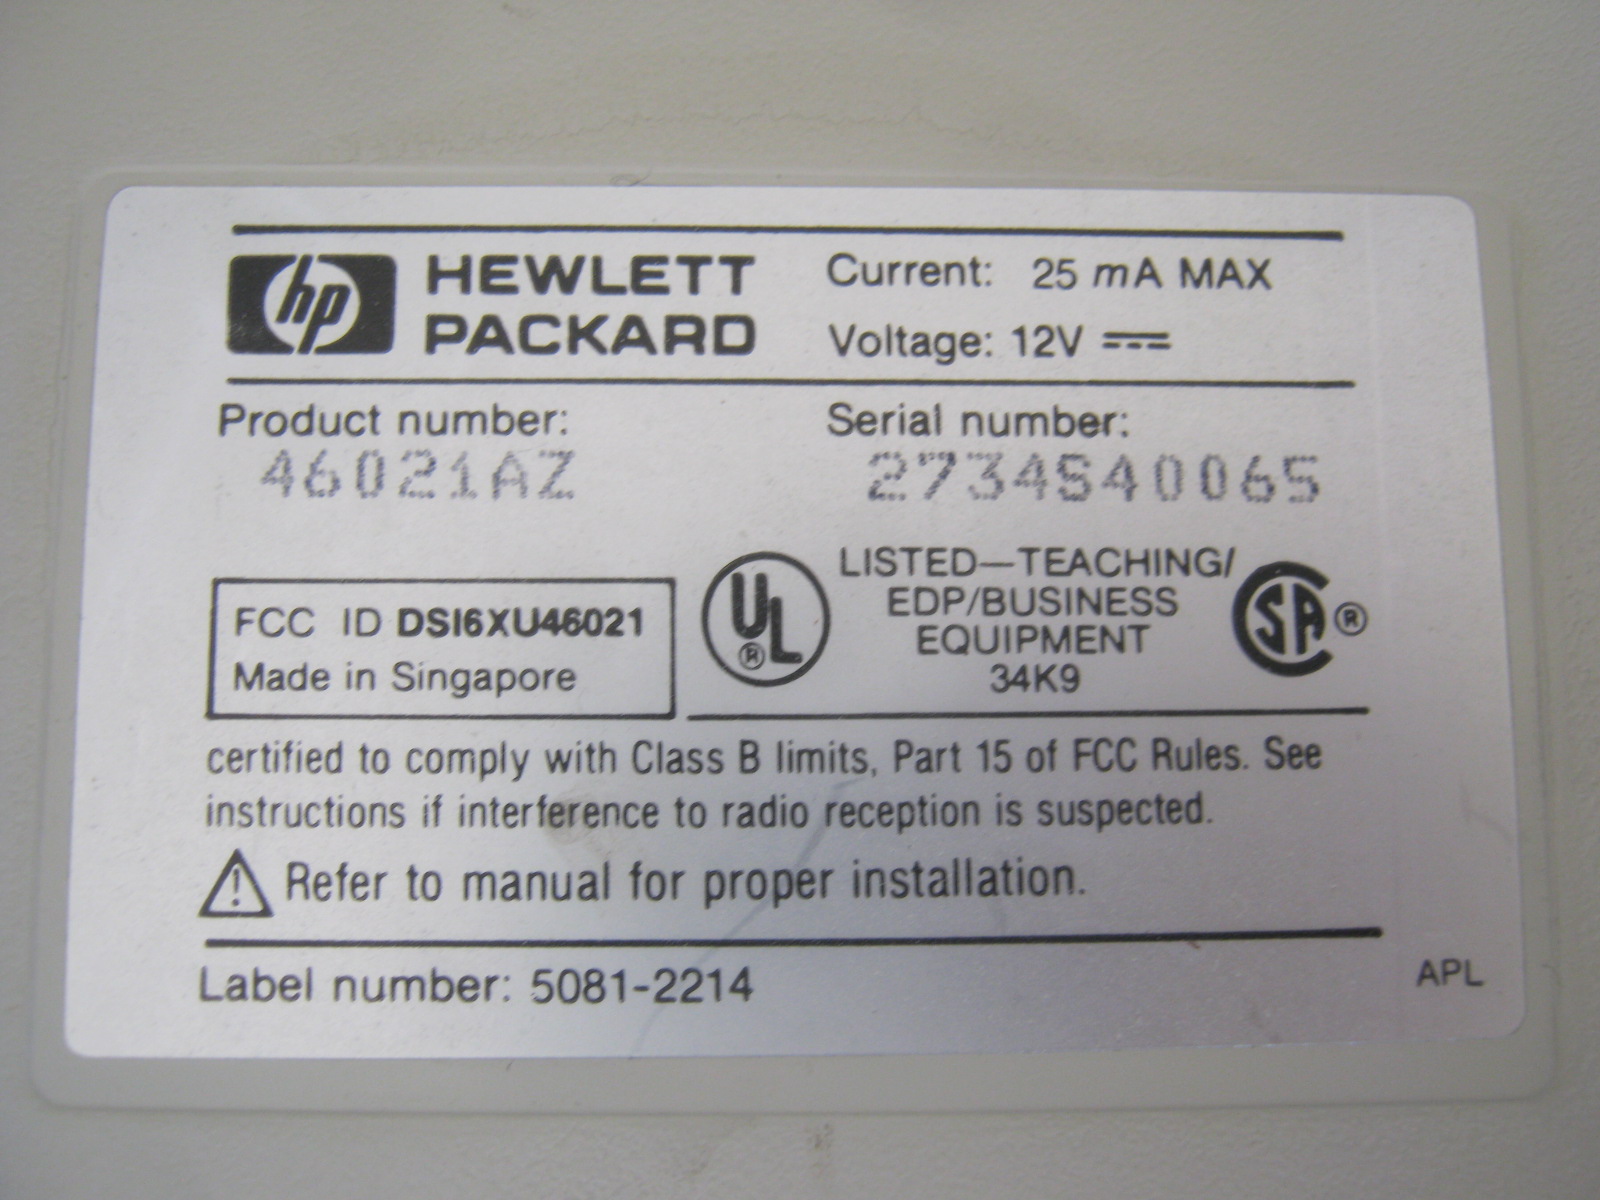 hp HEWLETT PACKARD
Current: 25 mA MAX
Voltage: 12V
Product number:
46021AZ
Serial number:
2734S40065
FCC ID DSI6XU46021
Made in Singapore
UL ®
LISTED—TEACHING/
EDP/BUSINESS
EQUIPMENT
34K9
SA ®
certified to comply with Class B limits, Part 15 of FCC Rules. See
instructions if interference to radio reception is suspected.
! Refer to manual for proper installation.
Label number: 5081-2214
APL